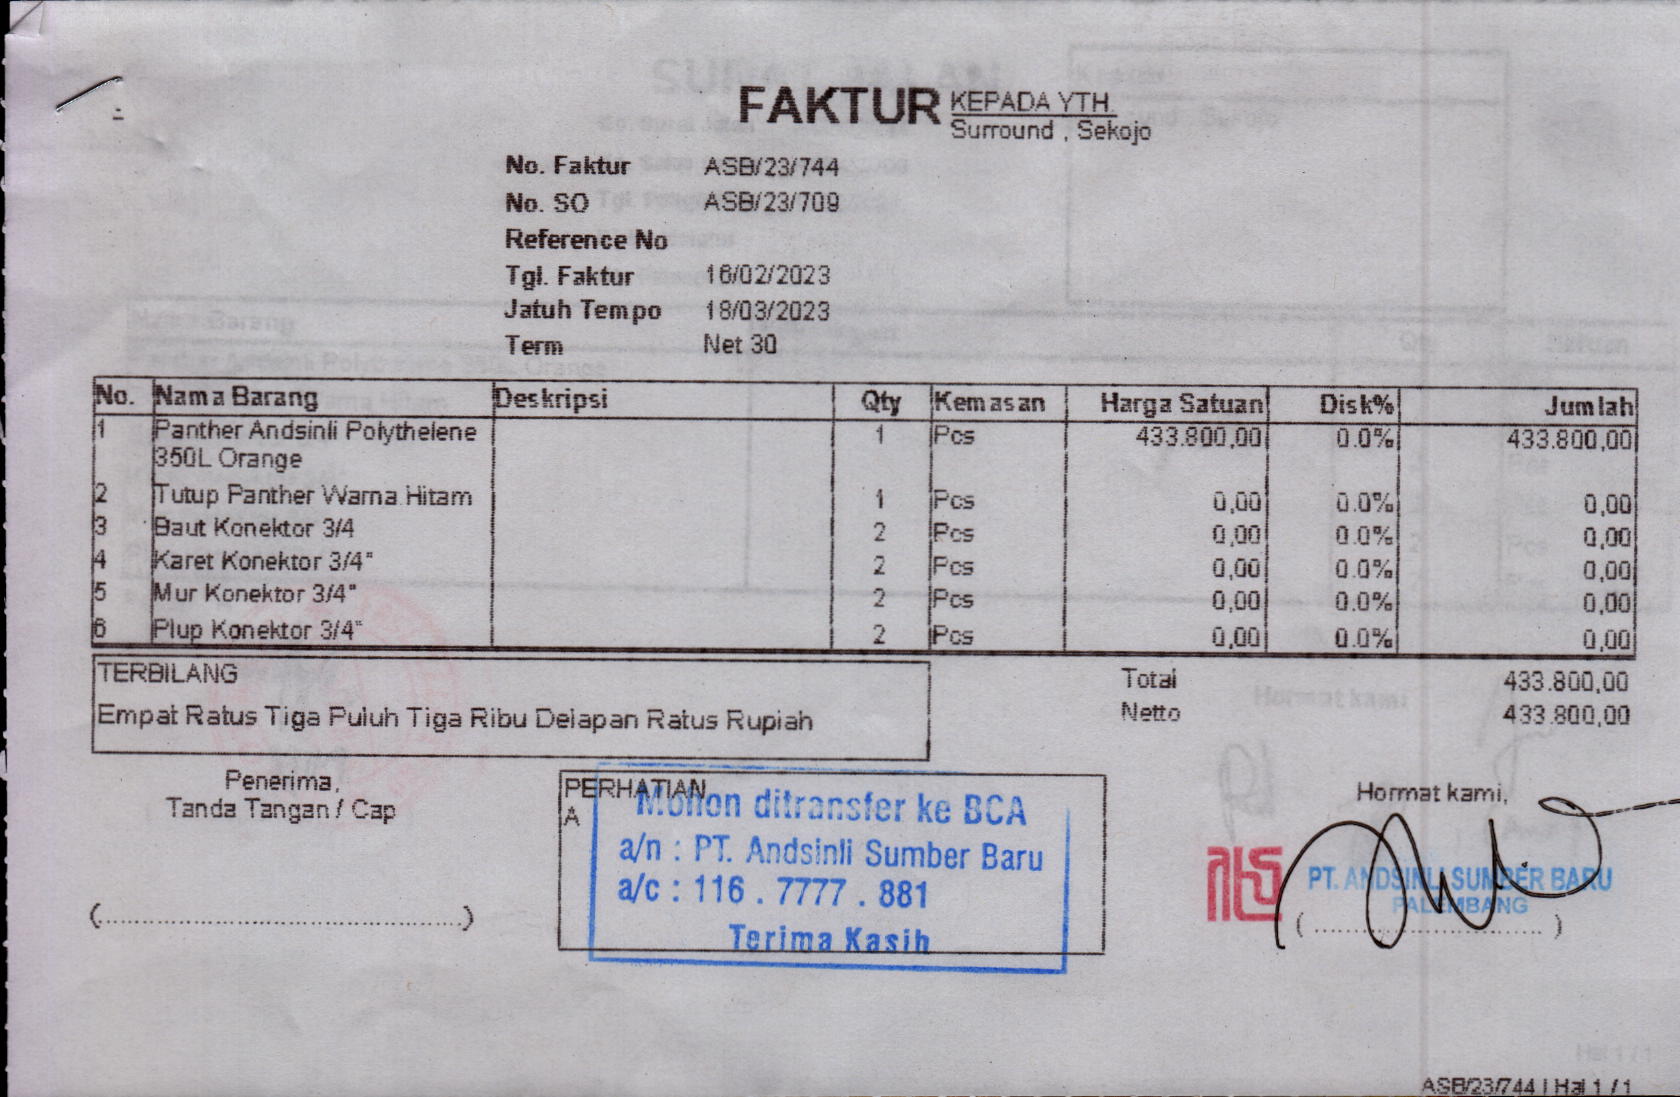 FAKTUR
KEPADA YTH.
Surround , Sekojo
No. Faktur ASB/23/744
No. SO ASB/23/709
Reference No
Tgl. Faktur 16/02/2023
Jatuh Tempo 18/03/2023
Term Net 30
No. Nama Barang Deskripsi Qty Kemasan Harga Satuan Disk% Jumlah
1 Panther Andsinli Polythelene 1 Pcs 433.800,00 0.0% 433.800,00
350L Orange
2 Tutup Panther Warna Hitam 1 Pcs 0,00 0.0% 0,00
3 Baut Konektor 3/4 2 Pcs 0,00 0.0% 0,00
4 Karet Konektor 3/4" 2 Pcs 0,00 0.0% 0,00
5 Mur Konektor 3/4" 2 Pcs 0,00 0.0% 0,00
6 Plup Konektor 3/4" 2 Pcs 0,00 0.0% 0,00
TERBILANG
Empat Ratus Tiga Puluh Tiga Ribu Delapan Ratus Rupiah
Total 433.800,00
Netto 433.800,00
Penerima,
Tanda Tangan / Cap
(.....................................................)
PERHATIAN
A
Mohon ditransfer ke BCA
a/n : PT. Andsinli Sumber Baru
a/c : 116 . 7777 . 881
Terima Kasih
Hormat kami,
PT. ANDSINLI SUMBER BARU
PALEMBANG
( .................................. )
ASB/23/744 | Hal 1 / 1